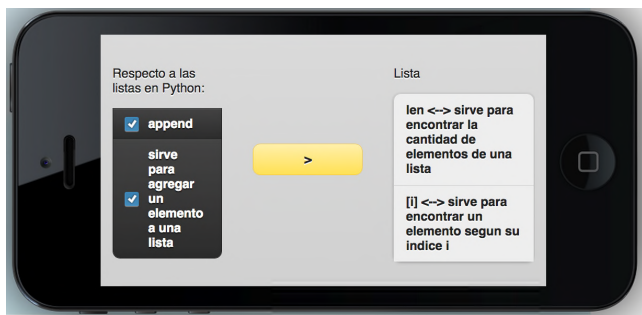 Respecto a las
listas en Python:
append
sirve
para
agregar
un
elemento
a una
lista
>
Lista
len <--> sirve para
encontrar la
cantidad de
elementos de una
lista
[i] <--> sirve para
encontrar un
elemento segun su
indice i